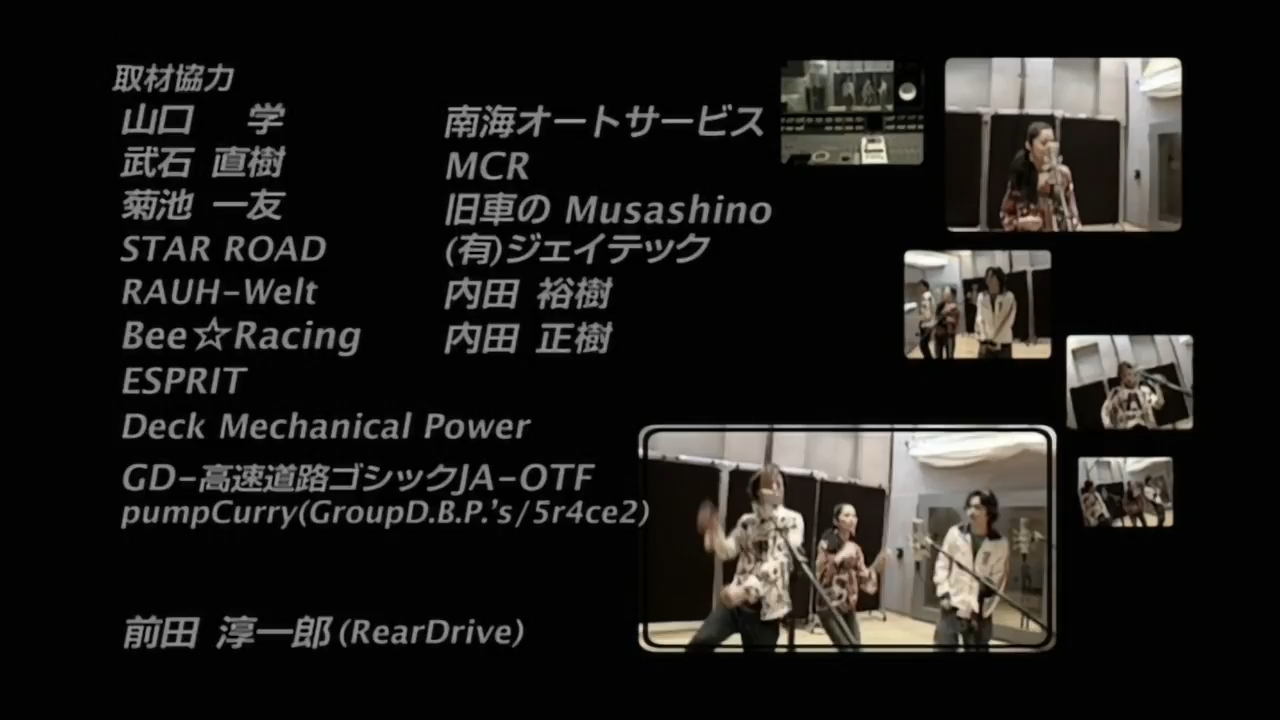 取材協力
山口 学
武石 直樹
菊池 一友
STAR ROAD
RAUH-Welt
Bee☆Racing
ESPRIT
Deck Mechanical Power
GD-高速道路ゴシックJA-OTF
pumpCurry(GroupD.B.P.'s/5r4ce2)
前田 淳一郎(RearDrive)
南海オートサービス
MCR
旧車の Musashino
(有)ジェイテック
内田 裕樹
内田 正樹